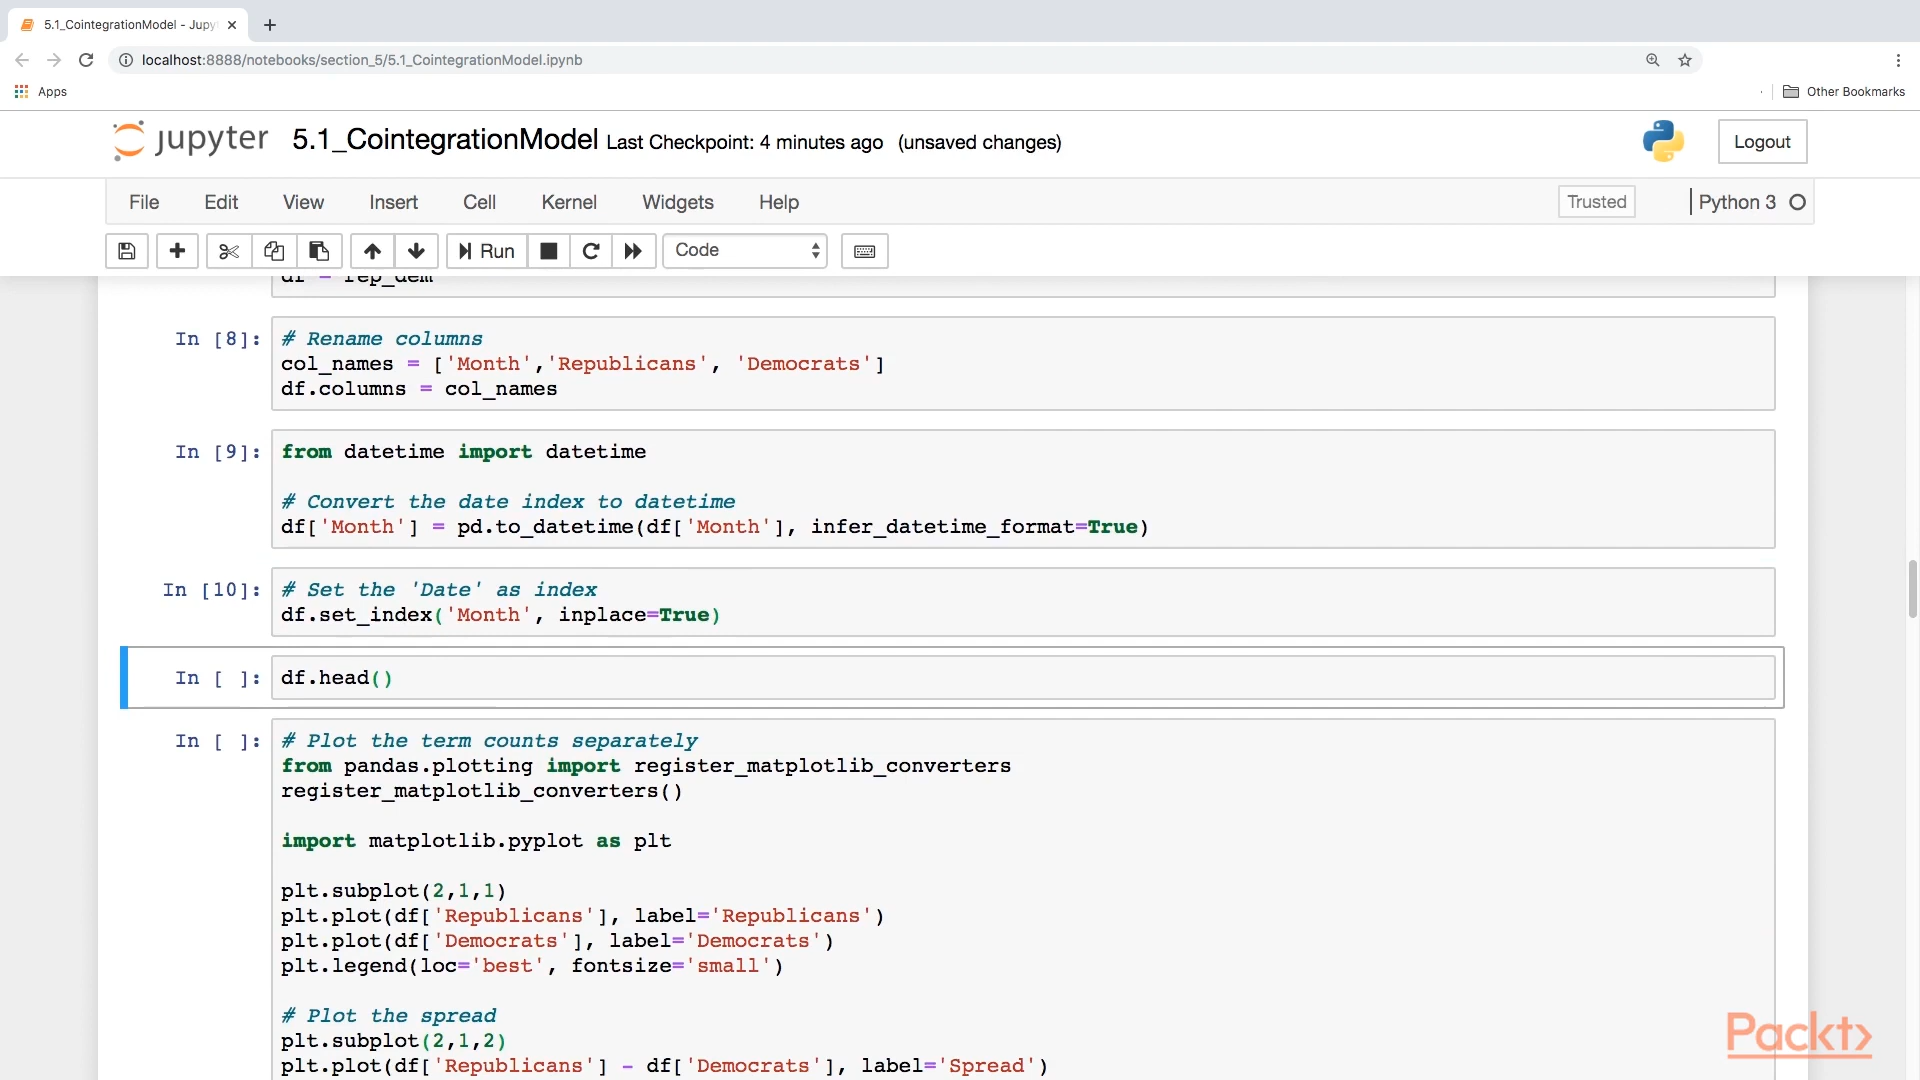 5.1_CointegrationModel - Jupy
localhost:8888/notebooks/section_5/5.1_CointegrationModel.ipynb
Apps
Other Bookmarks
jupyter 5.1_CointegrationModel Last Checkpoint: 4 minutes ago (unsaved changes)
Logout
File Edit View Insert Cell Kernel Widgets Help
Trusted
Python 3
Run
Code
df = rep_dem
In [8]:
# Rename columns
col_names = ['Month','Republicans', 'Democrats']
df.columns = col_names
In [9]:
from datetime import datetime
# Convert the date index to datetime
df['Month'] = pd.to_datetime(df['Month'], infer_datetime_format=True)
In [10]:
# Set the 'Date' as index
df.set_index('Month', inplace=True)
In [ ]:
df.head()
In [ ]:
# Plot the term counts separately
from pandas.plotting import register_matplotlib_converters
register_matplotlib_converters()
import matplotlib.pyplot as plt
plt.subplot(2,1,1)
plt.plot(df['Republicans'], label='Republicans')
plt.plot(df['Democrats'], label='Democrats')
plt.legend(loc='best', fontsize='small')
# Plot the spread
plt.subplot(2,1,2)
plt.plot(df['Republicans'] - df['Democrats'], label='Spread')
Packt>